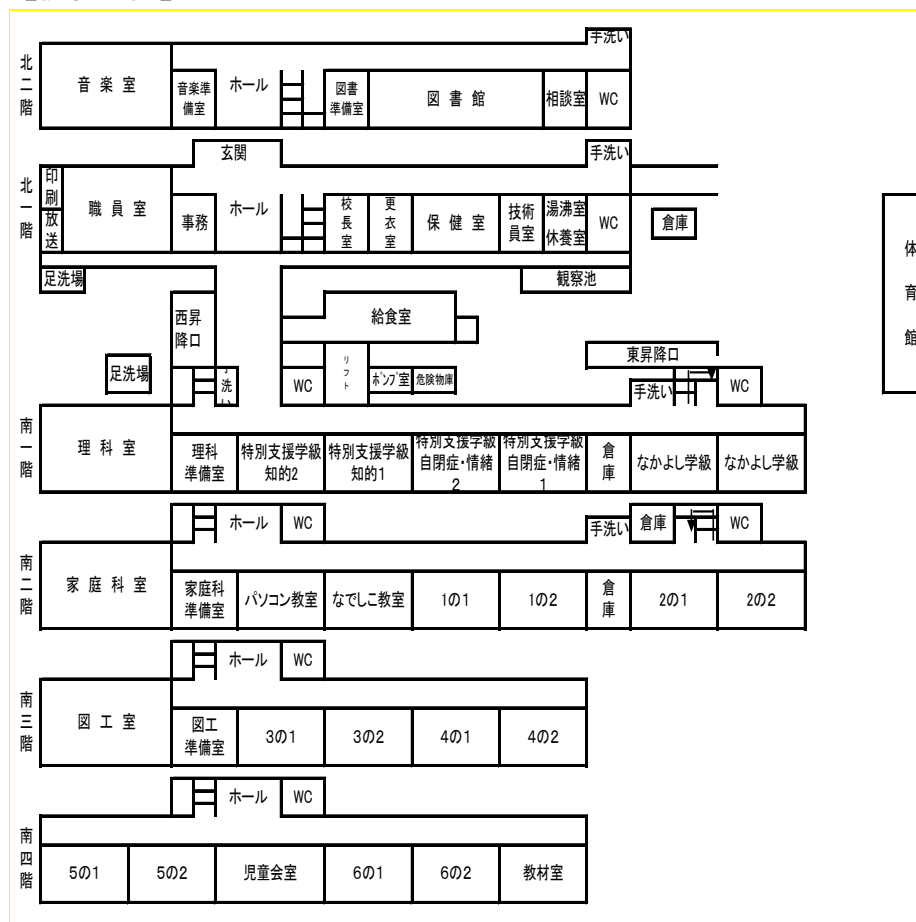 手洗い
北二階
音楽室
音楽準備室
ホール
図書準備室
図書館
相談室
WC
玄関
手洗い
北一階
印刷
放送
職員室
事務
ホール
校長室
更衣室
保健室
技術員室
湯沸室
休養室
WC
倉庫
体育館
足洗場
観察池
西昇降口
給食室
東昇降口
足洗場
手洗い
WC
リフト
ポンプ室
危険物庫
手洗い
WC
南一階
理科室
理科準備室
特別支援学級
知的2
特別支援学級
知的1
特別支援学級
自閉症・情緒
2
特別支援学級
自閉症・情緒
1
倉庫
なかよし学級
なかよし学級
ホール
WC
手洗い
倉庫
WC
南二階
家庭科室
家庭科準備室
パソコン教室
なでしこ教室
1の1
1の2
倉庫
2の1
2の2
ホール
WC
南三階
図工室
図工準備室
3の1
3の2
4の1
4の2
ホール
WC
南四階
5の1
5の2
児童会室
6の1
6の2
教材室